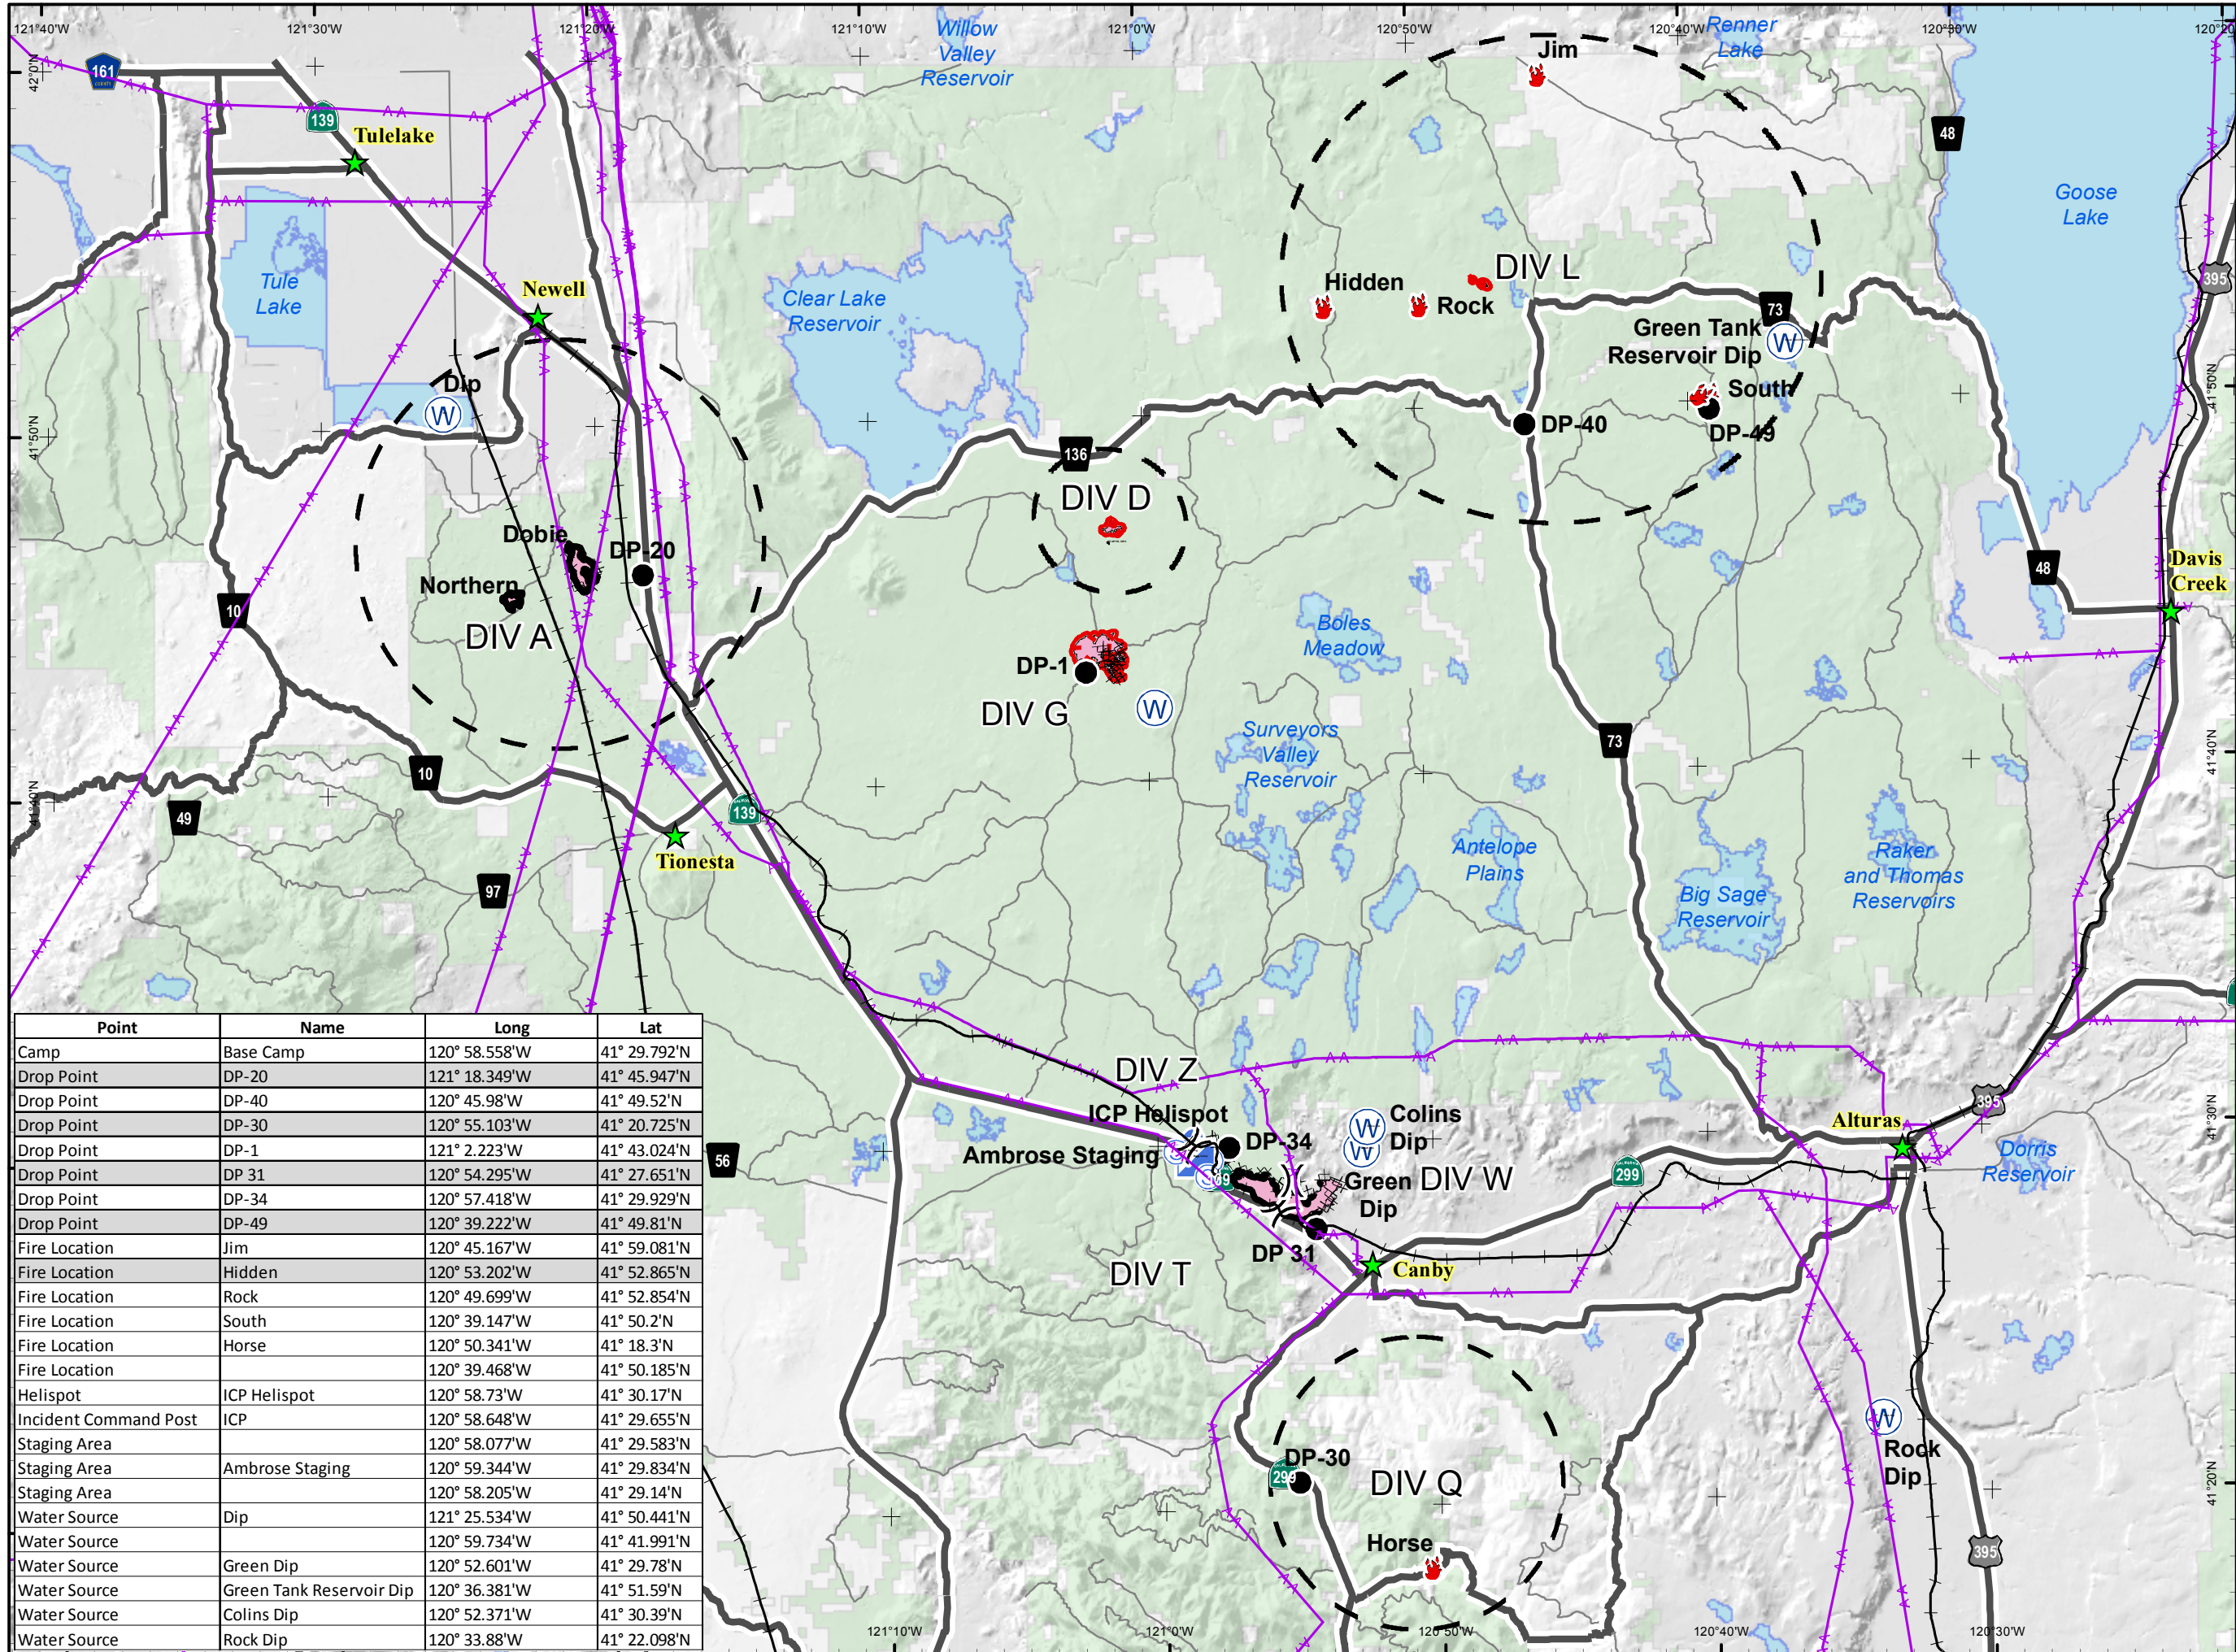 121°40'W
121°30'W
121°20'W
121°10'W
121°0'W
120°50'W
120°40'W
120°30'W
120°20'
42°0'N
161
COUNTY
139
Tulelake
Willow
Valley
Reservoir
Jim
Renner
Lake
48
Goose
Lake
Tule
Lake
Newell
Clear Lake
Reservoir
Hidden
Rock
DIV L
73
395
Green Tank
Reservoir Dip
W
Dip
W
South
DP-49
DP-40
41°50'N
41°50'N
136
DIV D
Dobie
DP-20
Northern
DIV A
10
48
Davis
Creek
Boles
Meadow
DP-1
DIV G
W
Surveyors
Valley
Reservoir
73
10
41°40'N
41°40'N
49
139
Tionesta
97
Antelope
Plains
Big Sage
Reservoir
Raker
and Thomas
Reservoirs
DIV Z
ICP Helispot
DP-34
Ambrose Staging
Colins
Dip
W
W
Green
Dip
DIV W
299
Alturas
395
41°30'N
Dorris
Reservoir
56
DP 31
DIV T
Canby
DP-30
299
DIV Q
Horse
W
Rock
Dip
41°20'N
395
121°10'W
121°0'W
120°50'W
120°40'W
120°30'W
Point Name Long Lat
Camp Base Camp 120° 58.558'W 41° 29.792'N
Drop Point DP-20 121° 18.349'W 41° 45.947'N
Drop Point DP-40 120° 45.98'W 41° 49.52'N
Drop Point DP-30 120° 55.103'W 41° 20.725'N
Drop Point DP-1 121° 2.223'W 41° 43.024'N
Drop Point DP 31 120° 54.295'W 41° 27.651'N
Drop Point DP-34 120° 57.418'W 41° 29.929'N
Drop Point DP-49 120° 39.222'W 41° 49.81'N
Fire Location Jim 120° 45.167'W 41° 59.081'N
Fire Location Hidden 120° 53.202'W 41° 52.865'N
Fire Location Rock 120° 49.699'W 41° 52.854'N
Fire Location South 120° 39.147'W 41° 50.2'N
Fire Location Horse 120° 50.341'W 41° 18.3'N
Fire Location 120° 39.468'W 41° 50.185'N
Helispot ICP Helispot 120° 58.73'W 41° 30.17'N
Incident Command Post ICP 120° 58.648'W 41° 29.655'N
Staging Area 120° 58.077'W 41° 29.583'N
Staging Area Ambrose Staging 120° 59.344'W 41° 29.834'N
Staging Area 120° 58.205'W 41° 29.14'N
Water Source Dip 121° 25.534'W 41° 50.441'N
Water Source 120° 59.734'W 41° 41.991'N
Water Source Green Dip 120° 52.601'W 41° 29.78'N
Water Source Green Tank Reservoir Dip 120° 36.381'W 41° 51.59'N
Water Source Colins Dip 120° 52.371'W 41° 30.39'N
Water Source Rock Dip 120° 33.88'W 41° 22.098'N